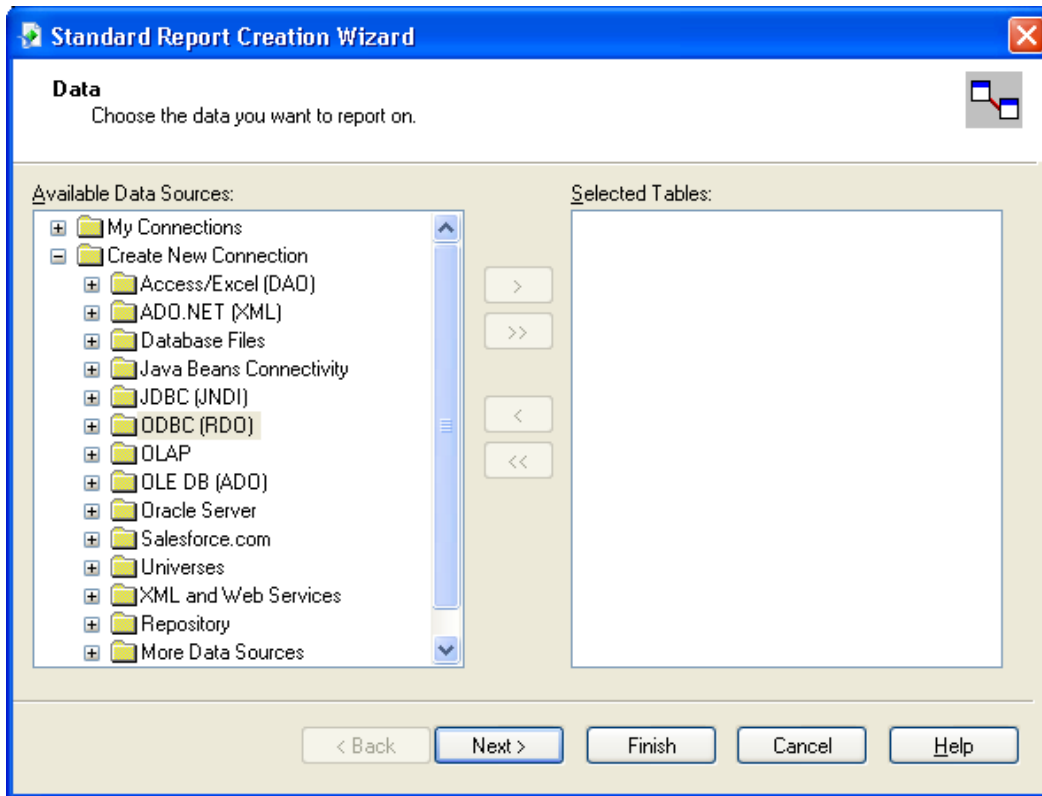 Standard Report Creation Wizard
Data
Choose the data you want to report on.
Available Data Sources:
My Connections
Create New Connection
Access/Excel (DAO)
ADO.NET (XML)
Database Files
Java Beans Connectivity
JDBC (JNDI)
ODBC (RDO)
OLAP
OLE DB (ADO)
Oracle Server
Salesforce.com
Universes
XML and Web Services
Repository
More Data Sources
>
>>
<
<<
Selected Tables:
< Back
Next >
Finish
Cancel
Help